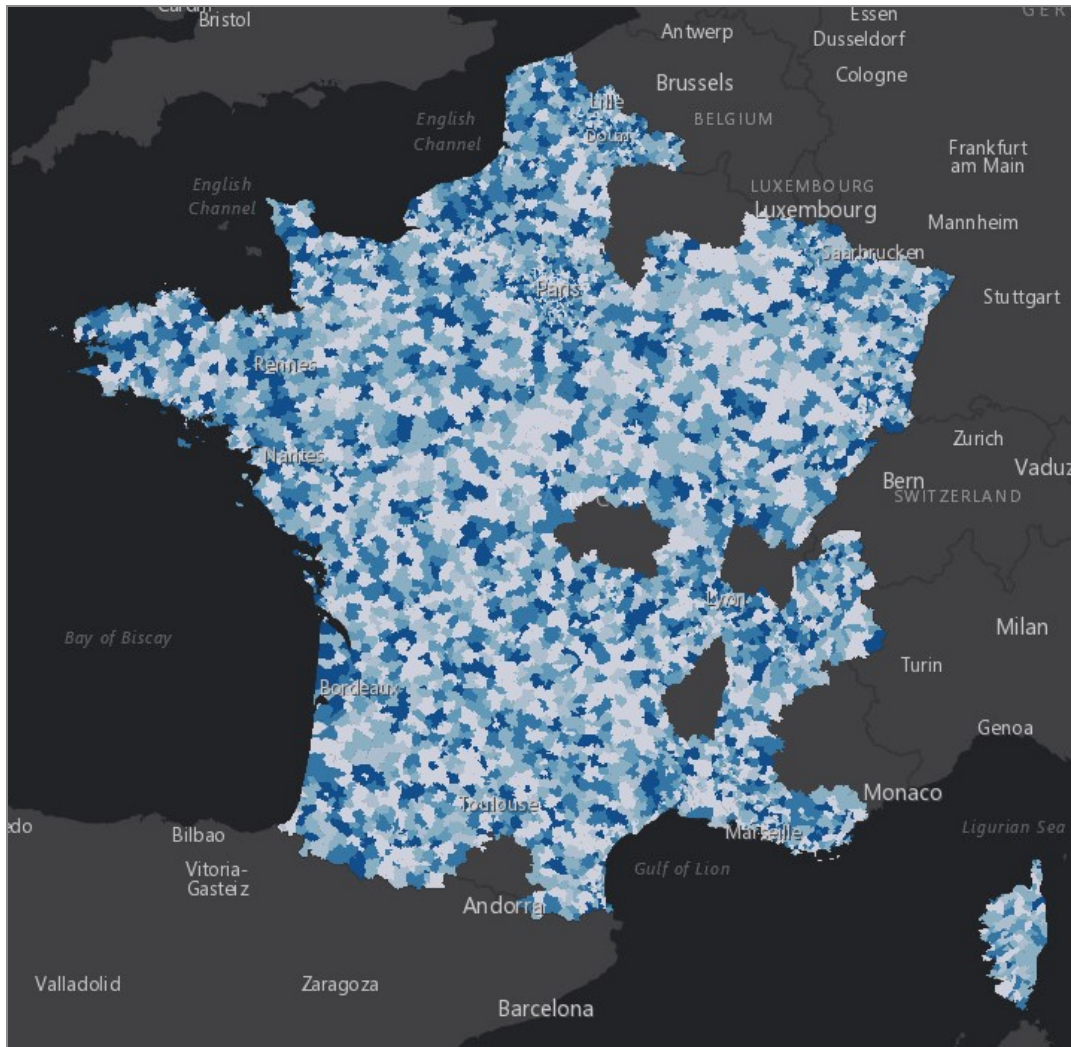 Bristol
Essen
GER
Antwerp
Dusseldorf
Cologne
Brussels
Lille
English
Channel
BELGIUM
Frankfurt
am Main
English
Channel
LUXEMBOURG
Luxembourg
Mannheim
Saarbrucken
Paris
Stuttgart
Rennes
Zurich
Nantes
Vaduz
Bern
SWITZERLAND
Lyon
Bay of Biscay
Milan
Turin
Bordeaux
Genoa
Monaco
Toulouse
Ligurian Sea
edo
Bilbao
Marseille
Vitoria-
Gasteiz
Gulf of Lion
Andorra
Valladolid
Zaragoza
Barcelona